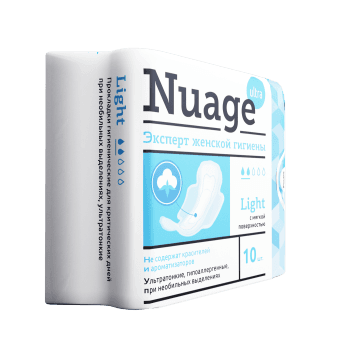 Light
Прокладки гигиенические для критических дней
при необильных выделениях, ультратонкие
Nuage
ultra
Эксперт женской гигиены
Light
с мягкой
поверхностью
Не содержат красителей
и ароматизаторов
10 шт.
Ультратонкие, гипоаллергенные,
при необильных выделениях